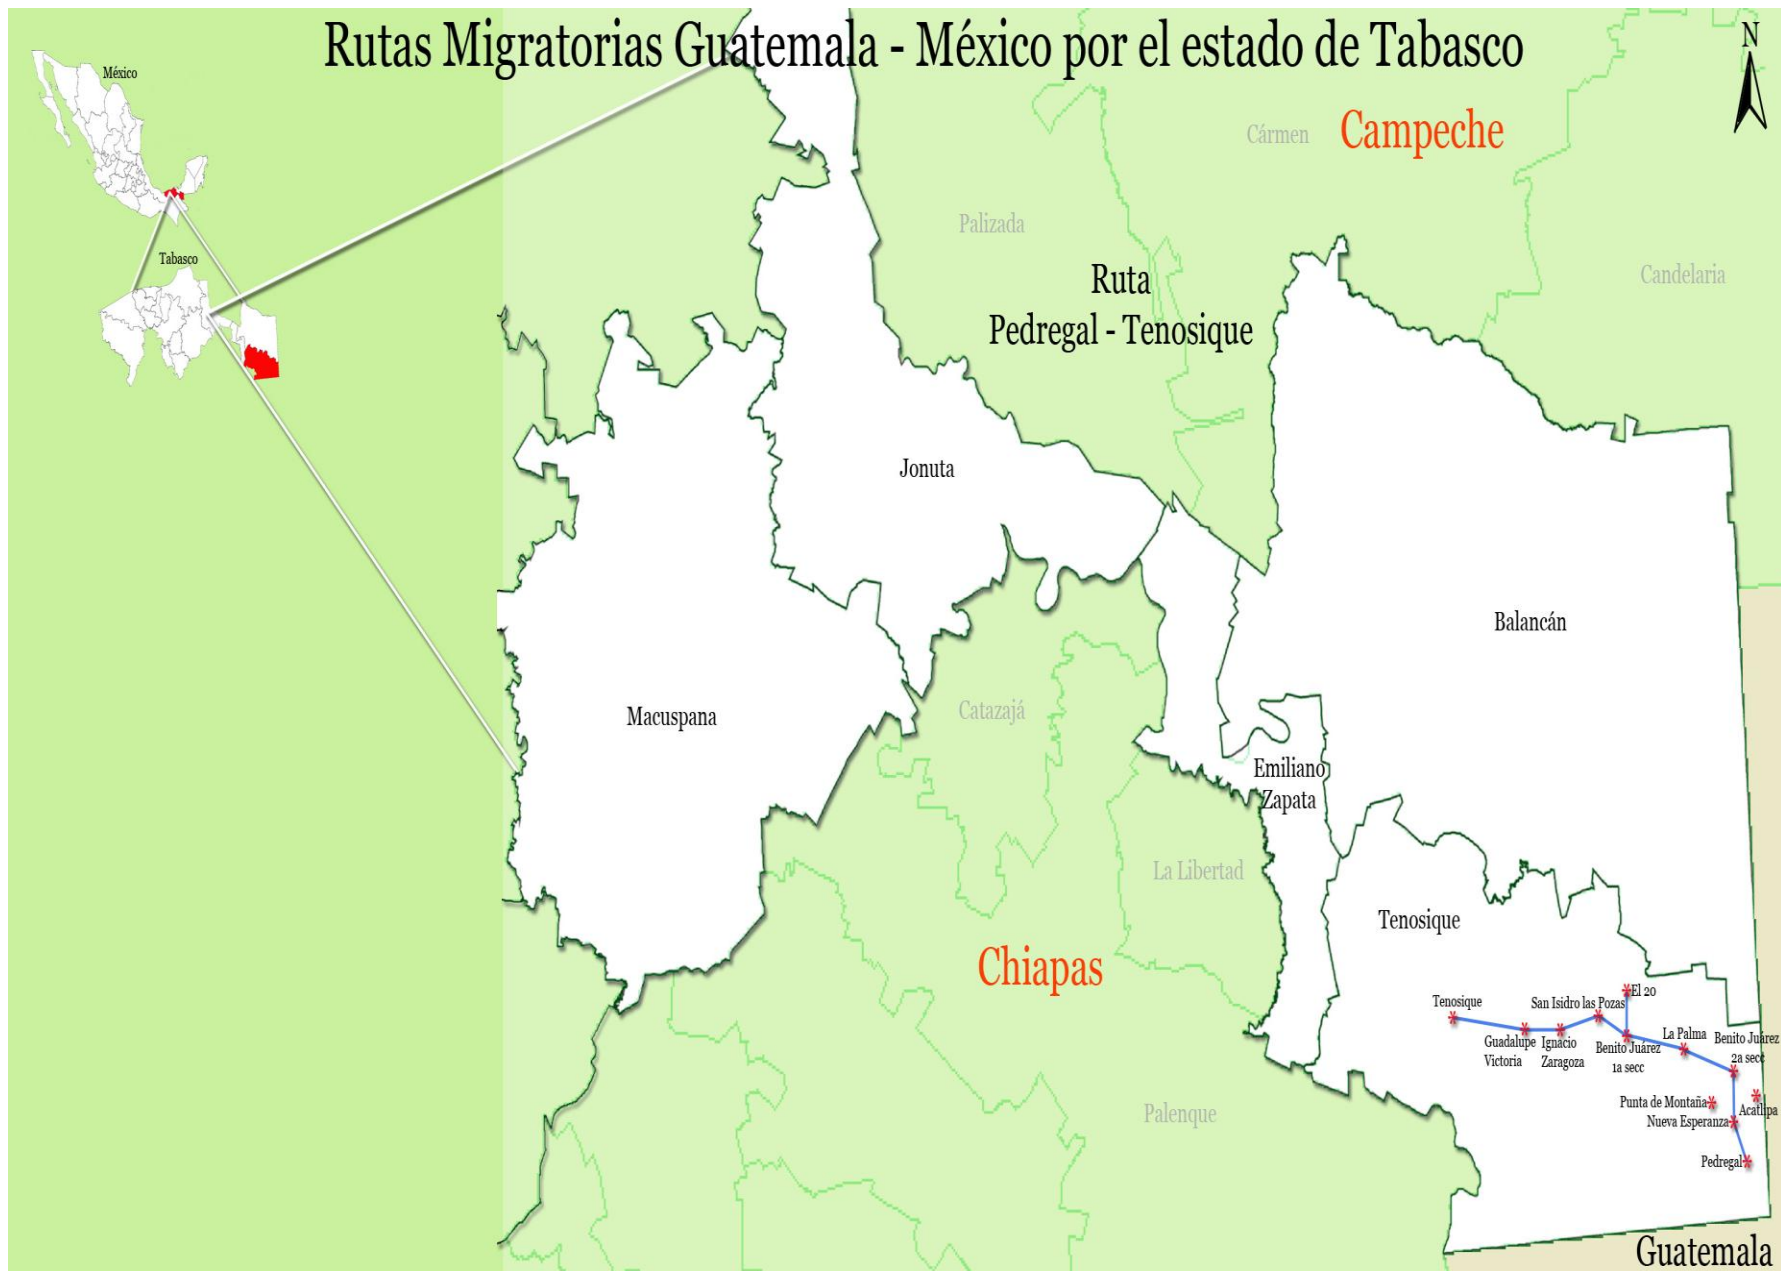 Rutas Migratorias Guatemala - México por el estado de Tabasco
N
México
Cármen
Campeche
Palizada
Tabasco
Ruta
Pedregal - Tenosique
Candelaria
Jonuta
Balancán
Catazajá
Macuspana
Emiliano
Zapata
La Libertad
Tenosique
Chiapas
El 20
Tenosique
San Isidro las Pozas
Guadalupe
Victoria
Ignacio
Zaragoza
Benito Juárez
1a secc
La Palma
Benito Juárez
2a secc
Punta de Montaña
Acatlipa
Nueva Esperanza
Palenque
Pedregal
Guatemala